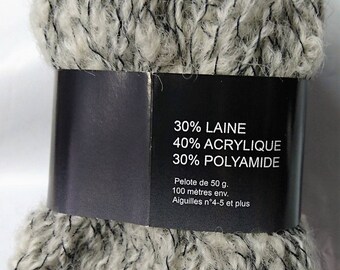 30% LAINE
40% ACRYLIQUE
30% POLYAMIDE
Pelote de 50 g.
100 mètres env.
Aiguilles n°4-5 et plus